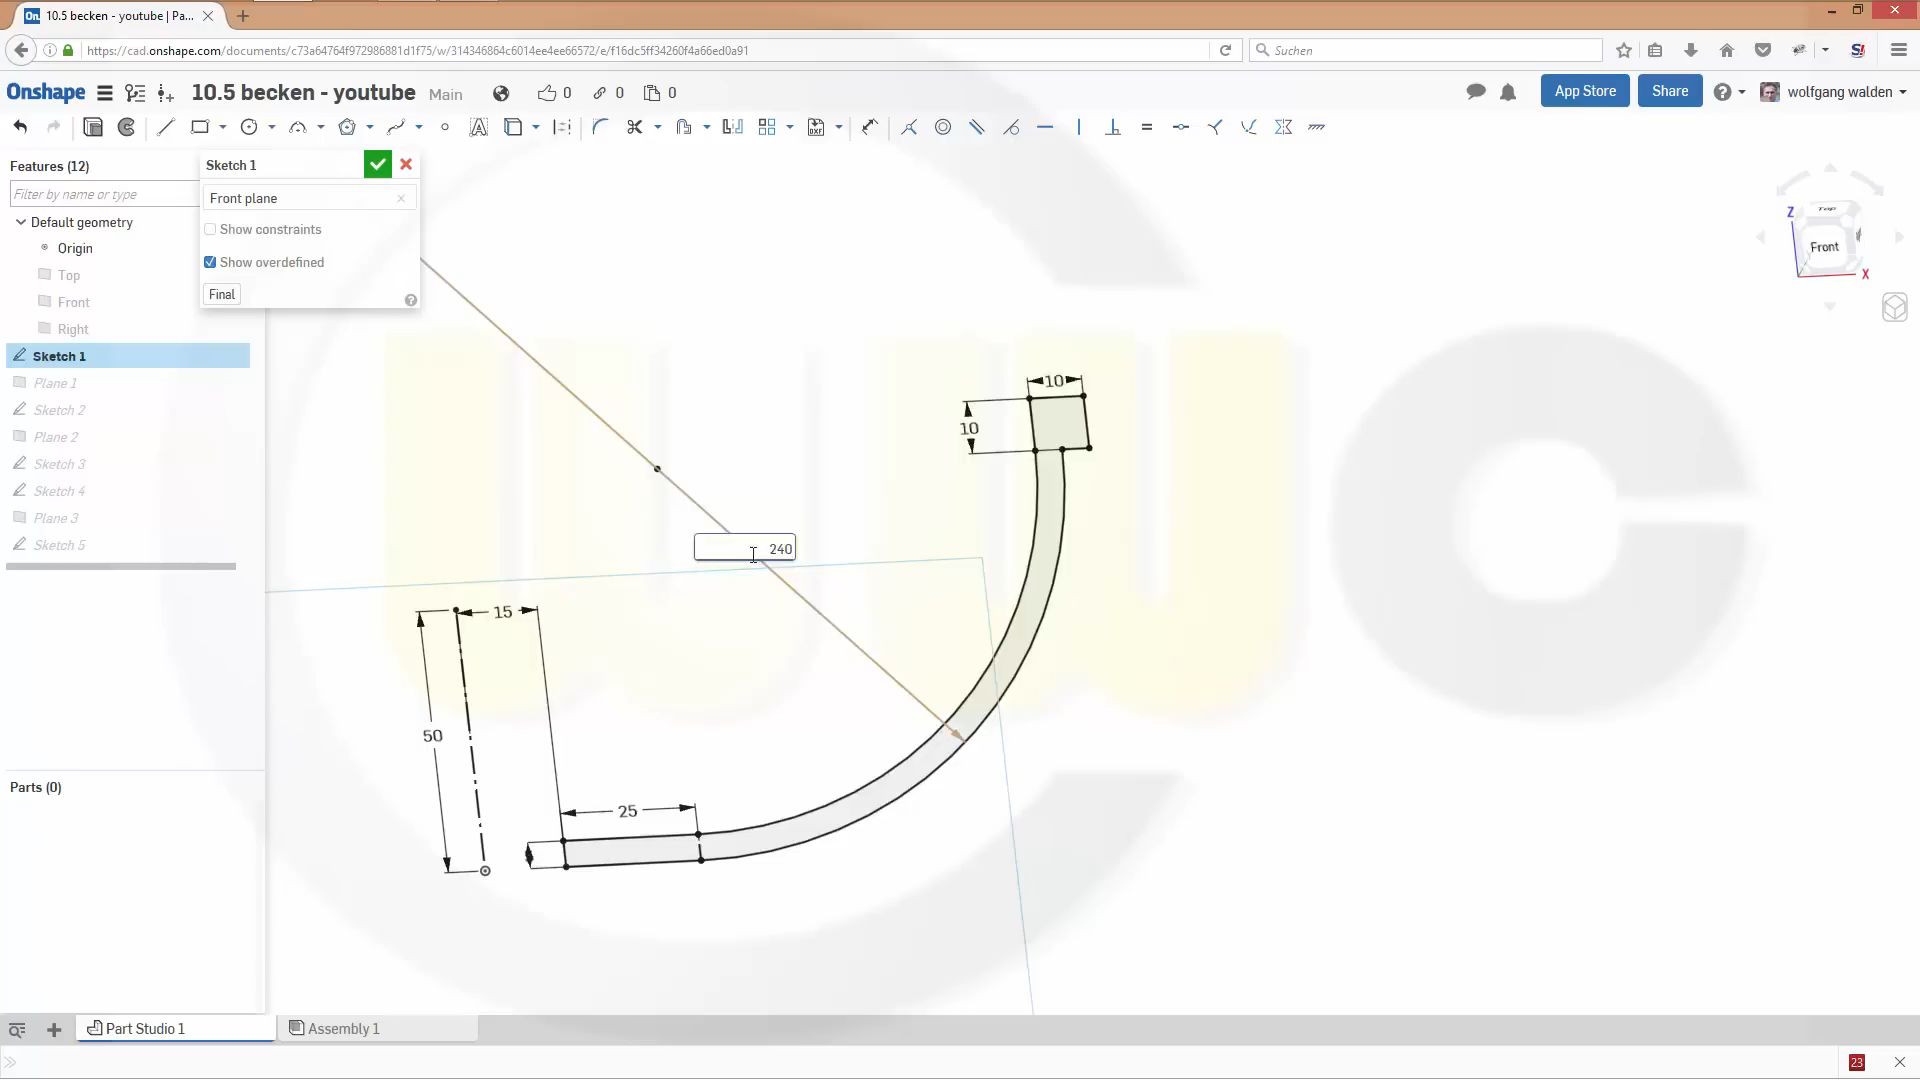 10.5 becken - youtube | Pa...
https://cad.onshape.com/documents/c73a64764f972986881d1f75/w/314346864c6014ee4ee66572/e/f16dc5ff34260f4a66ed0a91
Suchen
Onshape
10.5 becken - youtube
Main
0
0
0
App Store
Share
wolfgang walden
Features (12)
Filter by name or type
Default geometry
Origin
Top
Front
Right
Sketch 1
Plane 1
Sketch 2
Plane 2
Sketch 3
Sketch 4
Plane 3
Sketch 5
Sketch 1
Front plane
Show constraints
Show overdefined
Final
Top
Z
Front
X
10
10
240
15
50
25
Parts (0)
Part Studio 1
Assembly 1
23